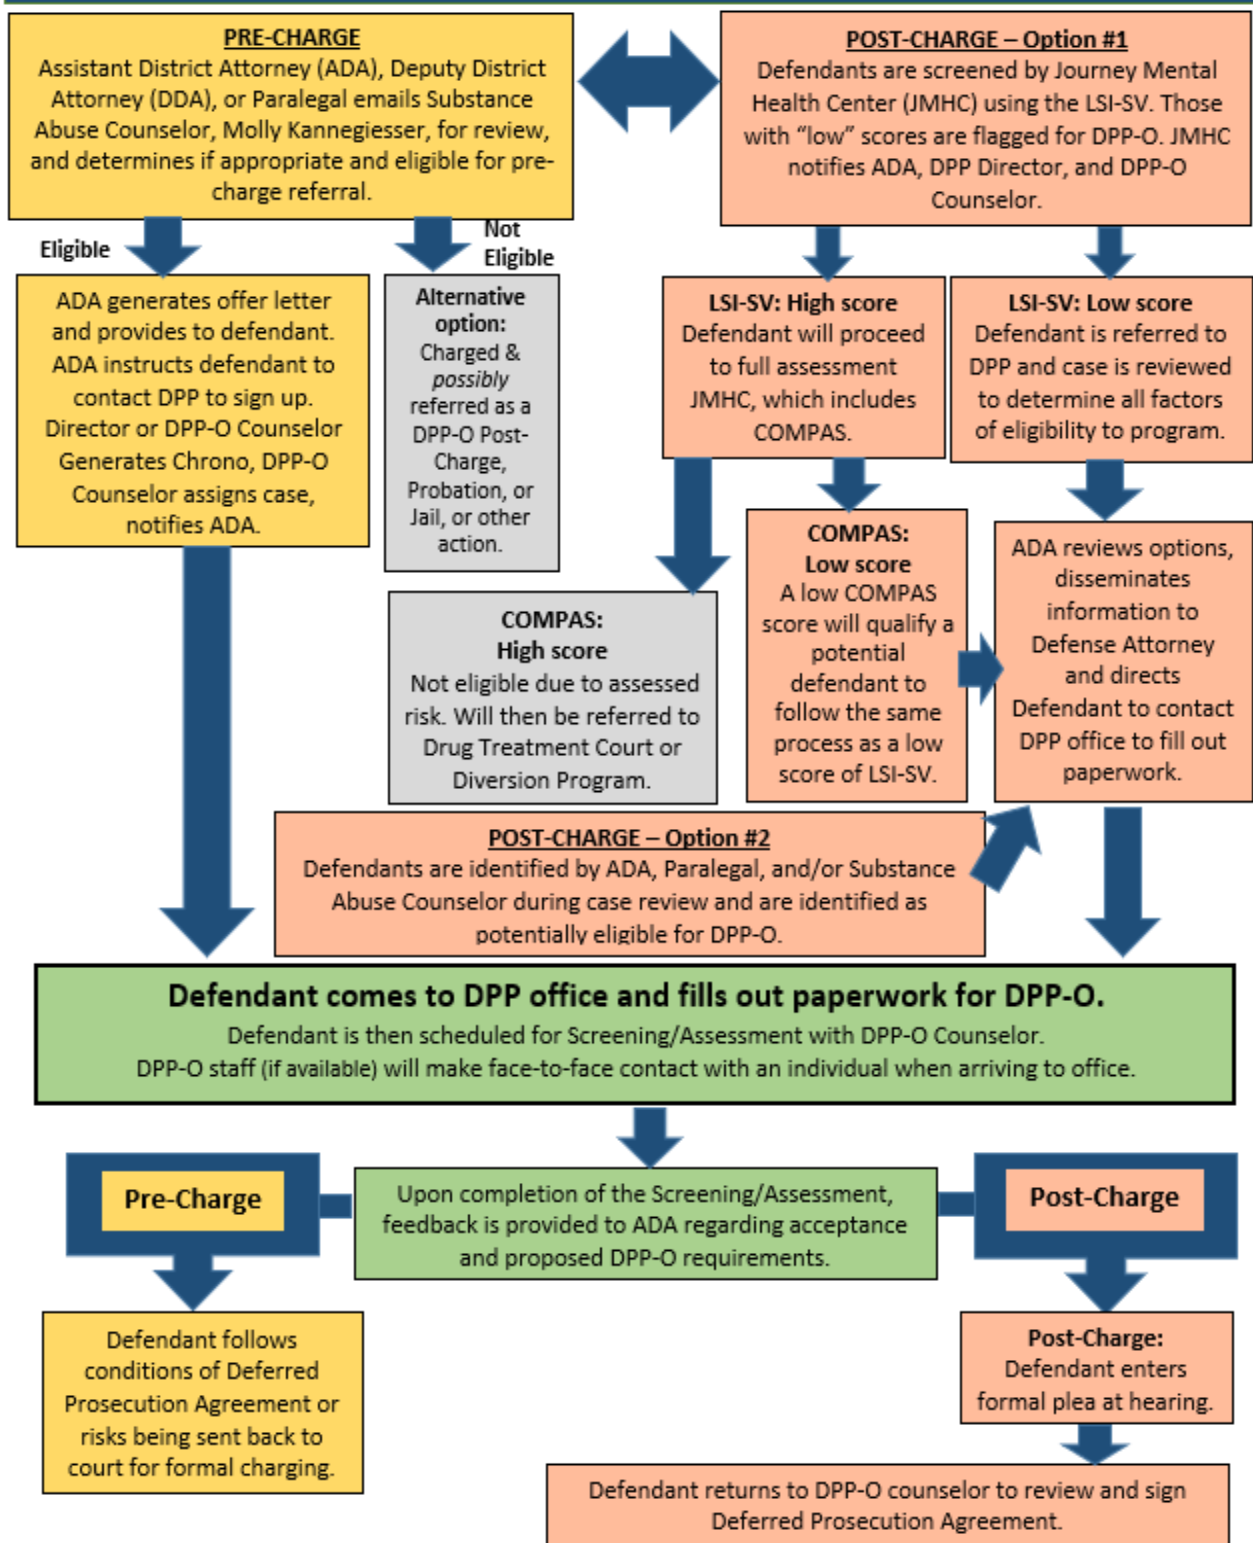 PRE-CHARGE
Assistant District Attorney (ADA), Deputy District
Attorney (DDA), or Paralegal emails Substance
Abuse Counselor, Molly Kannegiesser, for review,
and determines if appropriate and eligible for pre-
charge referral.
POST-CHARGE – Option #1
Defendants are screened by Journey Mental
Health Center (JMHC) using the LSI-SV. Those
with “low” scores are flagged for DPP-O. JMHC
notifies ADA, DPP Director, and DPP-O
Counselor.
Eligible
Not
Eligible
ADA generates offer letter
and provides to defendant.
ADA instructs defendant to
contact DPP to sign up.
Director or DPP-O Counselor
Generates Chrono, DPP-O
Counselor assigns case,
notifies ADA.
Alternative
option:
Charged &
possibly
referred as a
DPP-O Post-
Charge,
Probation, or
Jail, or other
action.
LSI-SV: High score
Defendant will proceed
to full assessment
JMHC, which includes
COMPAS.
LSI-SV: Low score
Defendant is referred to
DPP and case is reviewed
to determine all factors
of eligibility to program.
COMPAS:
High score
Not eligible due to assessed
risk. Will then be referred to
Drug Treatment Court or
Diversion Program.
COMPAS:
Low score
A low COMPAS
score will qualify a
potential
defendant to
follow the same
process as a low
score of LSI-SV.
ADA reviews options,
disseminates
information to
Defense Attorney
and directs
Defendant to contact
DPP office to fill out
paperwork.
POST-CHARGE – Option #2
Defendants are identified by ADA, Paralegal, and/or Substance
Abuse Counselor during case review and are identified as
potentially eligible for DPP-O.
Defendant comes to DPP office and fills out paperwork for DPP-O.
Defendant is then scheduled for Screening/Assessment with DPP-O Counselor.
DPP-O staff (if available) will make face-to-face contact with an individual when arriving to office.
Pre-Charge
Upon completion of the Screening/Assessment,
feedback is provided to ADA regarding acceptance
and proposed DPP-O requirements.
Post-Charge
Defendant follows
conditions of Deferred
Prosecution Agreement or
risks being sent back to
court for formal charging.
Post-Charge:
Defendant enters
formal plea at hearing.
Defendant returns to DPP-O counselor to review and sign
Deferred Prosecution Agreement.